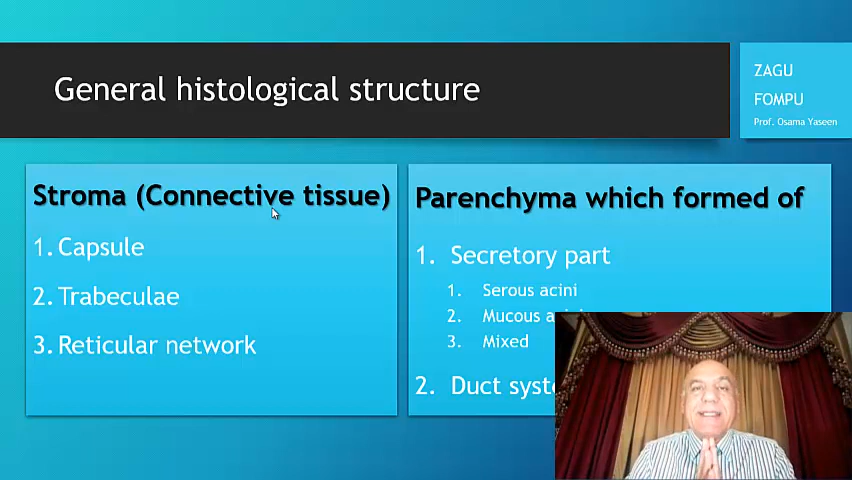 General histological structure
ZAGU
FOMPU
Prof. Osama Yaseen
Stroma (Connective tissue)
1. Capsule
2. Trabeculae
3. Reticular network
Parenchyma which formed of
1. Secretory part
1. Serous acini
2. Mucous
3. Mixed
2. Duct